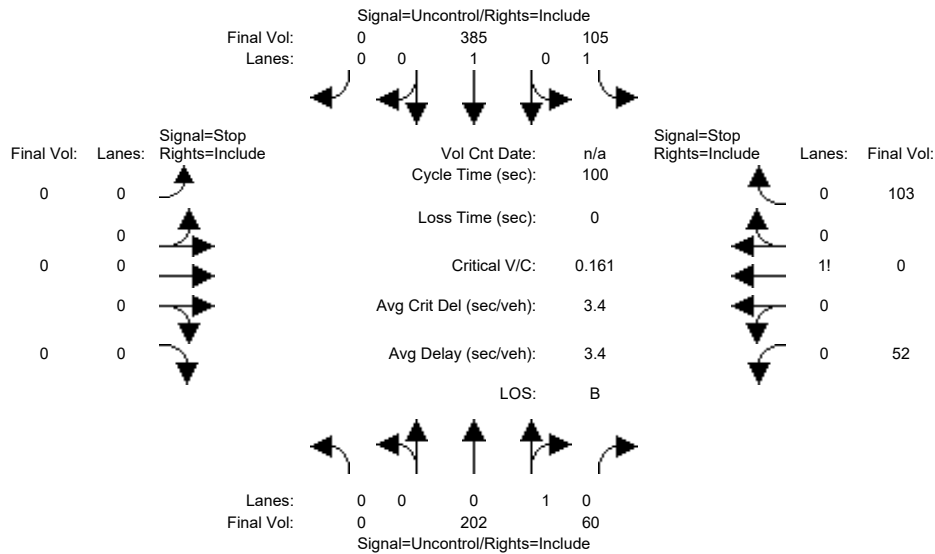 Signal=Uncontrol/Rights=Include
Final Vol: 0 385 105
Lanes: 0 0 1 0 1
Signal=Stop
Final Vol: Lanes: Rights=Include
Vol Cnt Date: n/a
Signal=Stop
Rights=Include Lanes: Final Vol:
Cycle Time (sec): 100
0 0
0 103
Loss Time (sec): 0
0
0
0 0
Critical V/C: 0.161
1! 0
0
Avg Crit Del (sec/veh): 3.4
0
0 0
Avg Delay (sec/veh): 3.4
0 52
LOS: B
Lanes: 0 0 0 1 0
Final Vol: 0 202 60
Signal=Uncontrol/Rights=Include